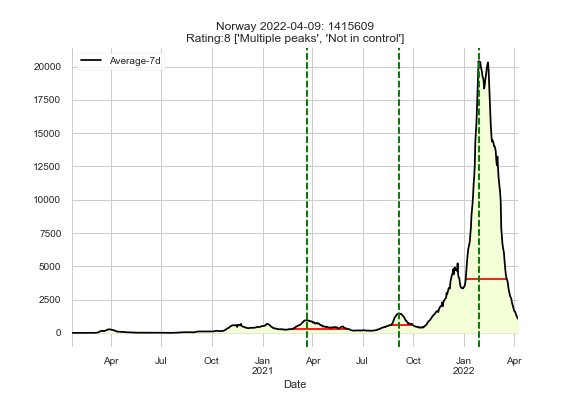 Norway 2022-04-09: 1415609
Rating:8 ['Multiple peaks', 'Not in control']
Average-7d
20000
17500
15000
12500
10000
7500
5000
2500
0
Apr Jul Oct Jan Apr Jul Oct Jan Apr
2021 2022
Date